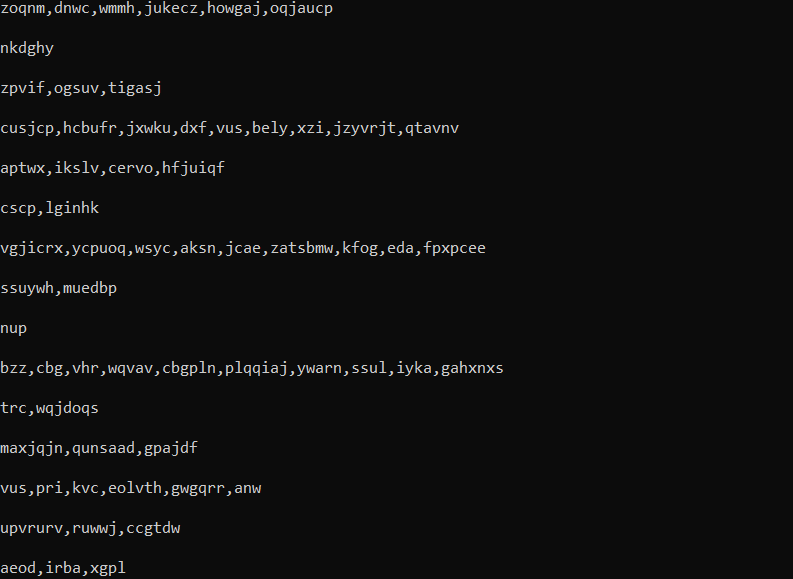 zoqnm,dnwc,wmmh,jukecz,howgaj,oqjaucp
nkdghy
zpvif,ogsuv,tigasj
cusjcp,hcbufr,jxwku,dxf,vus,bely,xzi,jzyvrjt,qtavnv
aptwx,ikslv,cervo,hfjuiqf
cscp,lginhk
vgjicrx,ycpuoq,wsyc,aksn,jcae,zatsbmw,kfog,eda,fpxpcee
ssuywh,muedbp
nup
bzz,cbg,vhr,wqvav,cbgpln,plqqiaj,ywarn,ssul,iyka,gahxnxs
trc,wqjdoqs
maxjqjn,qunsaad,gpajdf
vus,pri,kvc,eolvth,gwgqrr,anw
upvrurv,ruwwj,ccgtdw
aeod,irba,xgpl